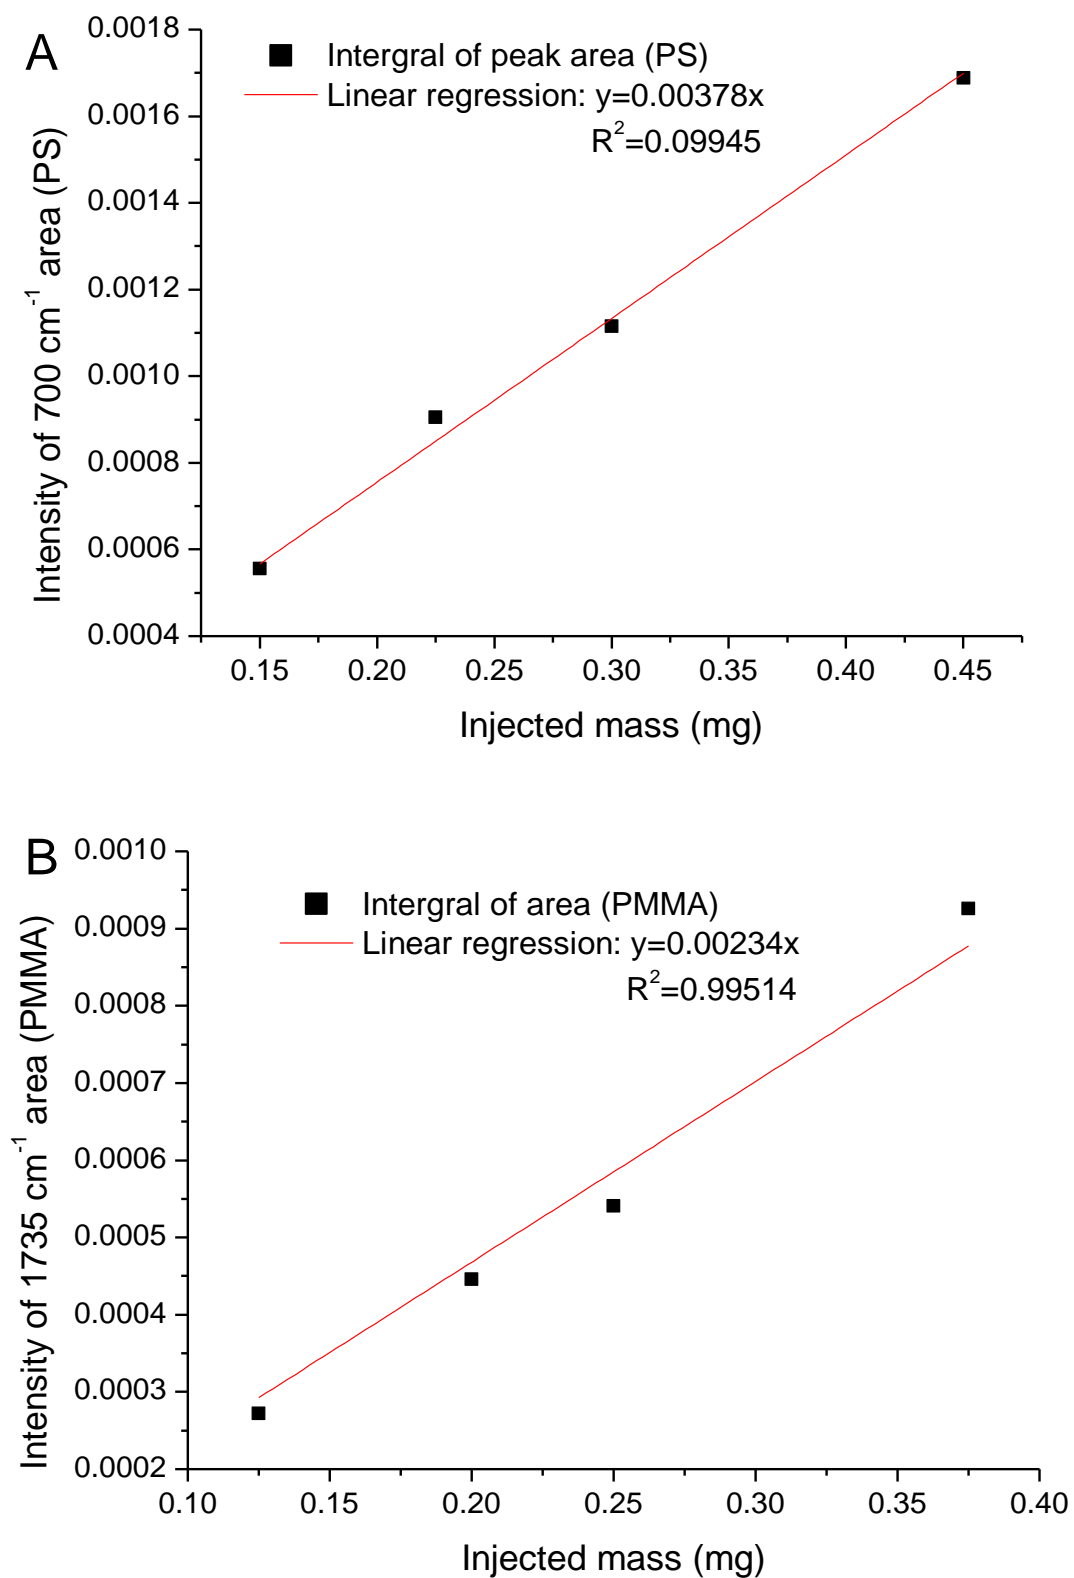 A
0.0018
0.0016
0.0014
0.0012
0.0010
0.0008
0.0006
0.0004
Intensity of 700 cm⁻¹ area (PS)
Intergral of peak area (PS)
Linear regression: y=0.00378x
R²=0.09945
0.15 0.20 0.25 0.30 0.35 0.40 0.45
Injected mass (mg)
B
0.0010
0.0009
0.0008
0.0007
0.0006
0.0005
0.0004
0.0003
0.0002
Intensity of 1735 cm⁻¹ area (PMMA)
Intergral of area (PMMA)
Linear regression: y=0.00234x
R²=0.99514
0.10 0.15 0.20 0.25 0.30 0.35 0.40
Injected mass (mg)